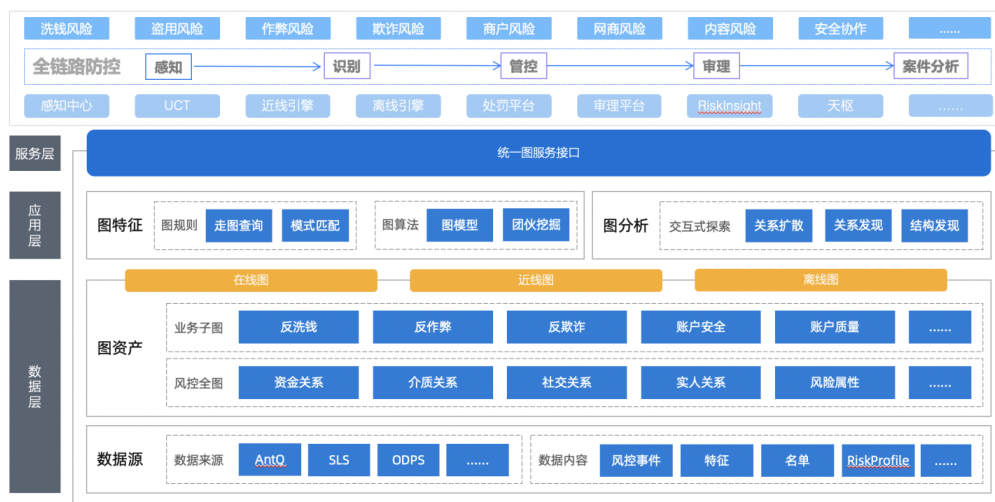 洗钱风险 盗用风险 作弊风险 欺诈风险 商户风险 网商风险 内容风险 安全协作 ......
全链路防控 感知 识别 管控 审理 案件分析
感知中心 UCT 近线引擎 离线引擎 处罚平台 审理平台 RiskInsight 天枢 ......
服务层 统一图服务接口
应用层
图特征 图规则 走图查询 模式匹配 图算法 图模型 团伙挖掘 图分析 交互式探索 关系扩散 关系发现 结构发现
在线图 近线图 离线图
业务子图 反洗钱 反作弊 反欺诈 账户安全 账户质量 ......
图资产
数据层
风控全图 资金关系 介质关系 社交关系 实人关系 风险属性 ......
数据源 数据来源 AntQ SLS ODPS ...... 数据内容 风控事件 特征 名单 RiskProfile ......